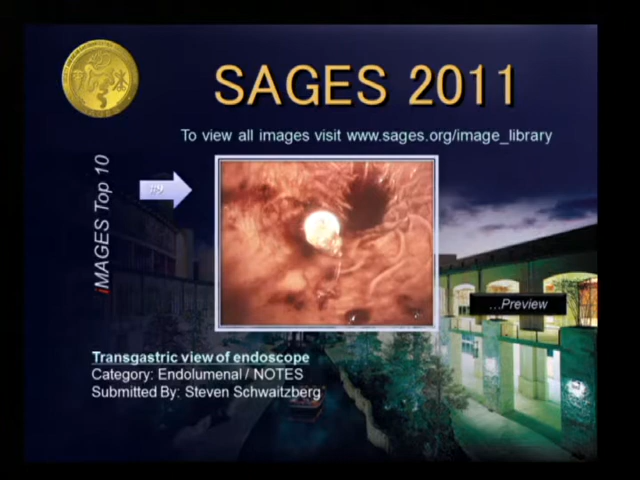 SAGES 2011
To view all images visit www.sages.org/image_library
iMAGES Top 10
#9
...Preview
Transgastric view of endoscope
Category: Endolumenal / NOTES
Submitted By: Steven Schwaitzberg